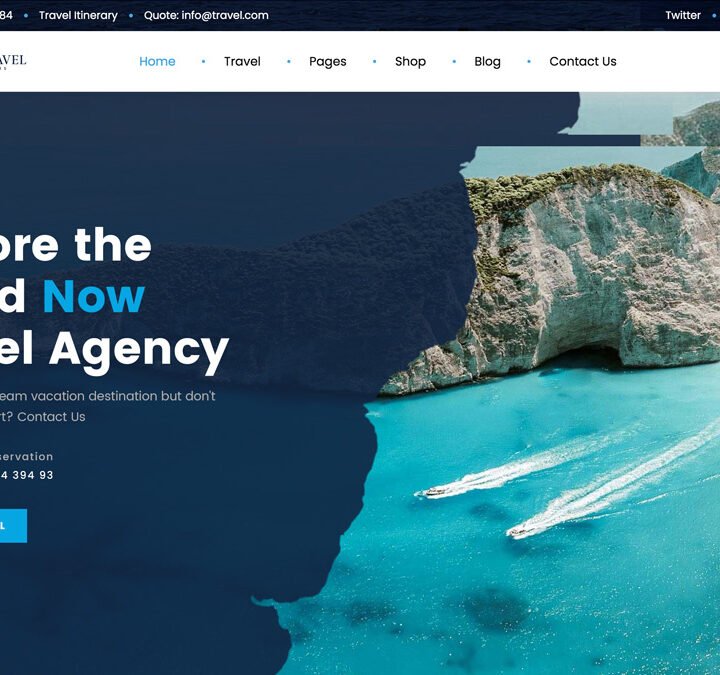 84 • Travel Itinerary • Quote: info@travel.com
Twitter •
AVEL
Home • Travel • Pages • Shop • Blog • Contact Us
ore the
d Now
el Agency
eam vacation destination but don't
t? Contact Us
servation
4 394 93
L